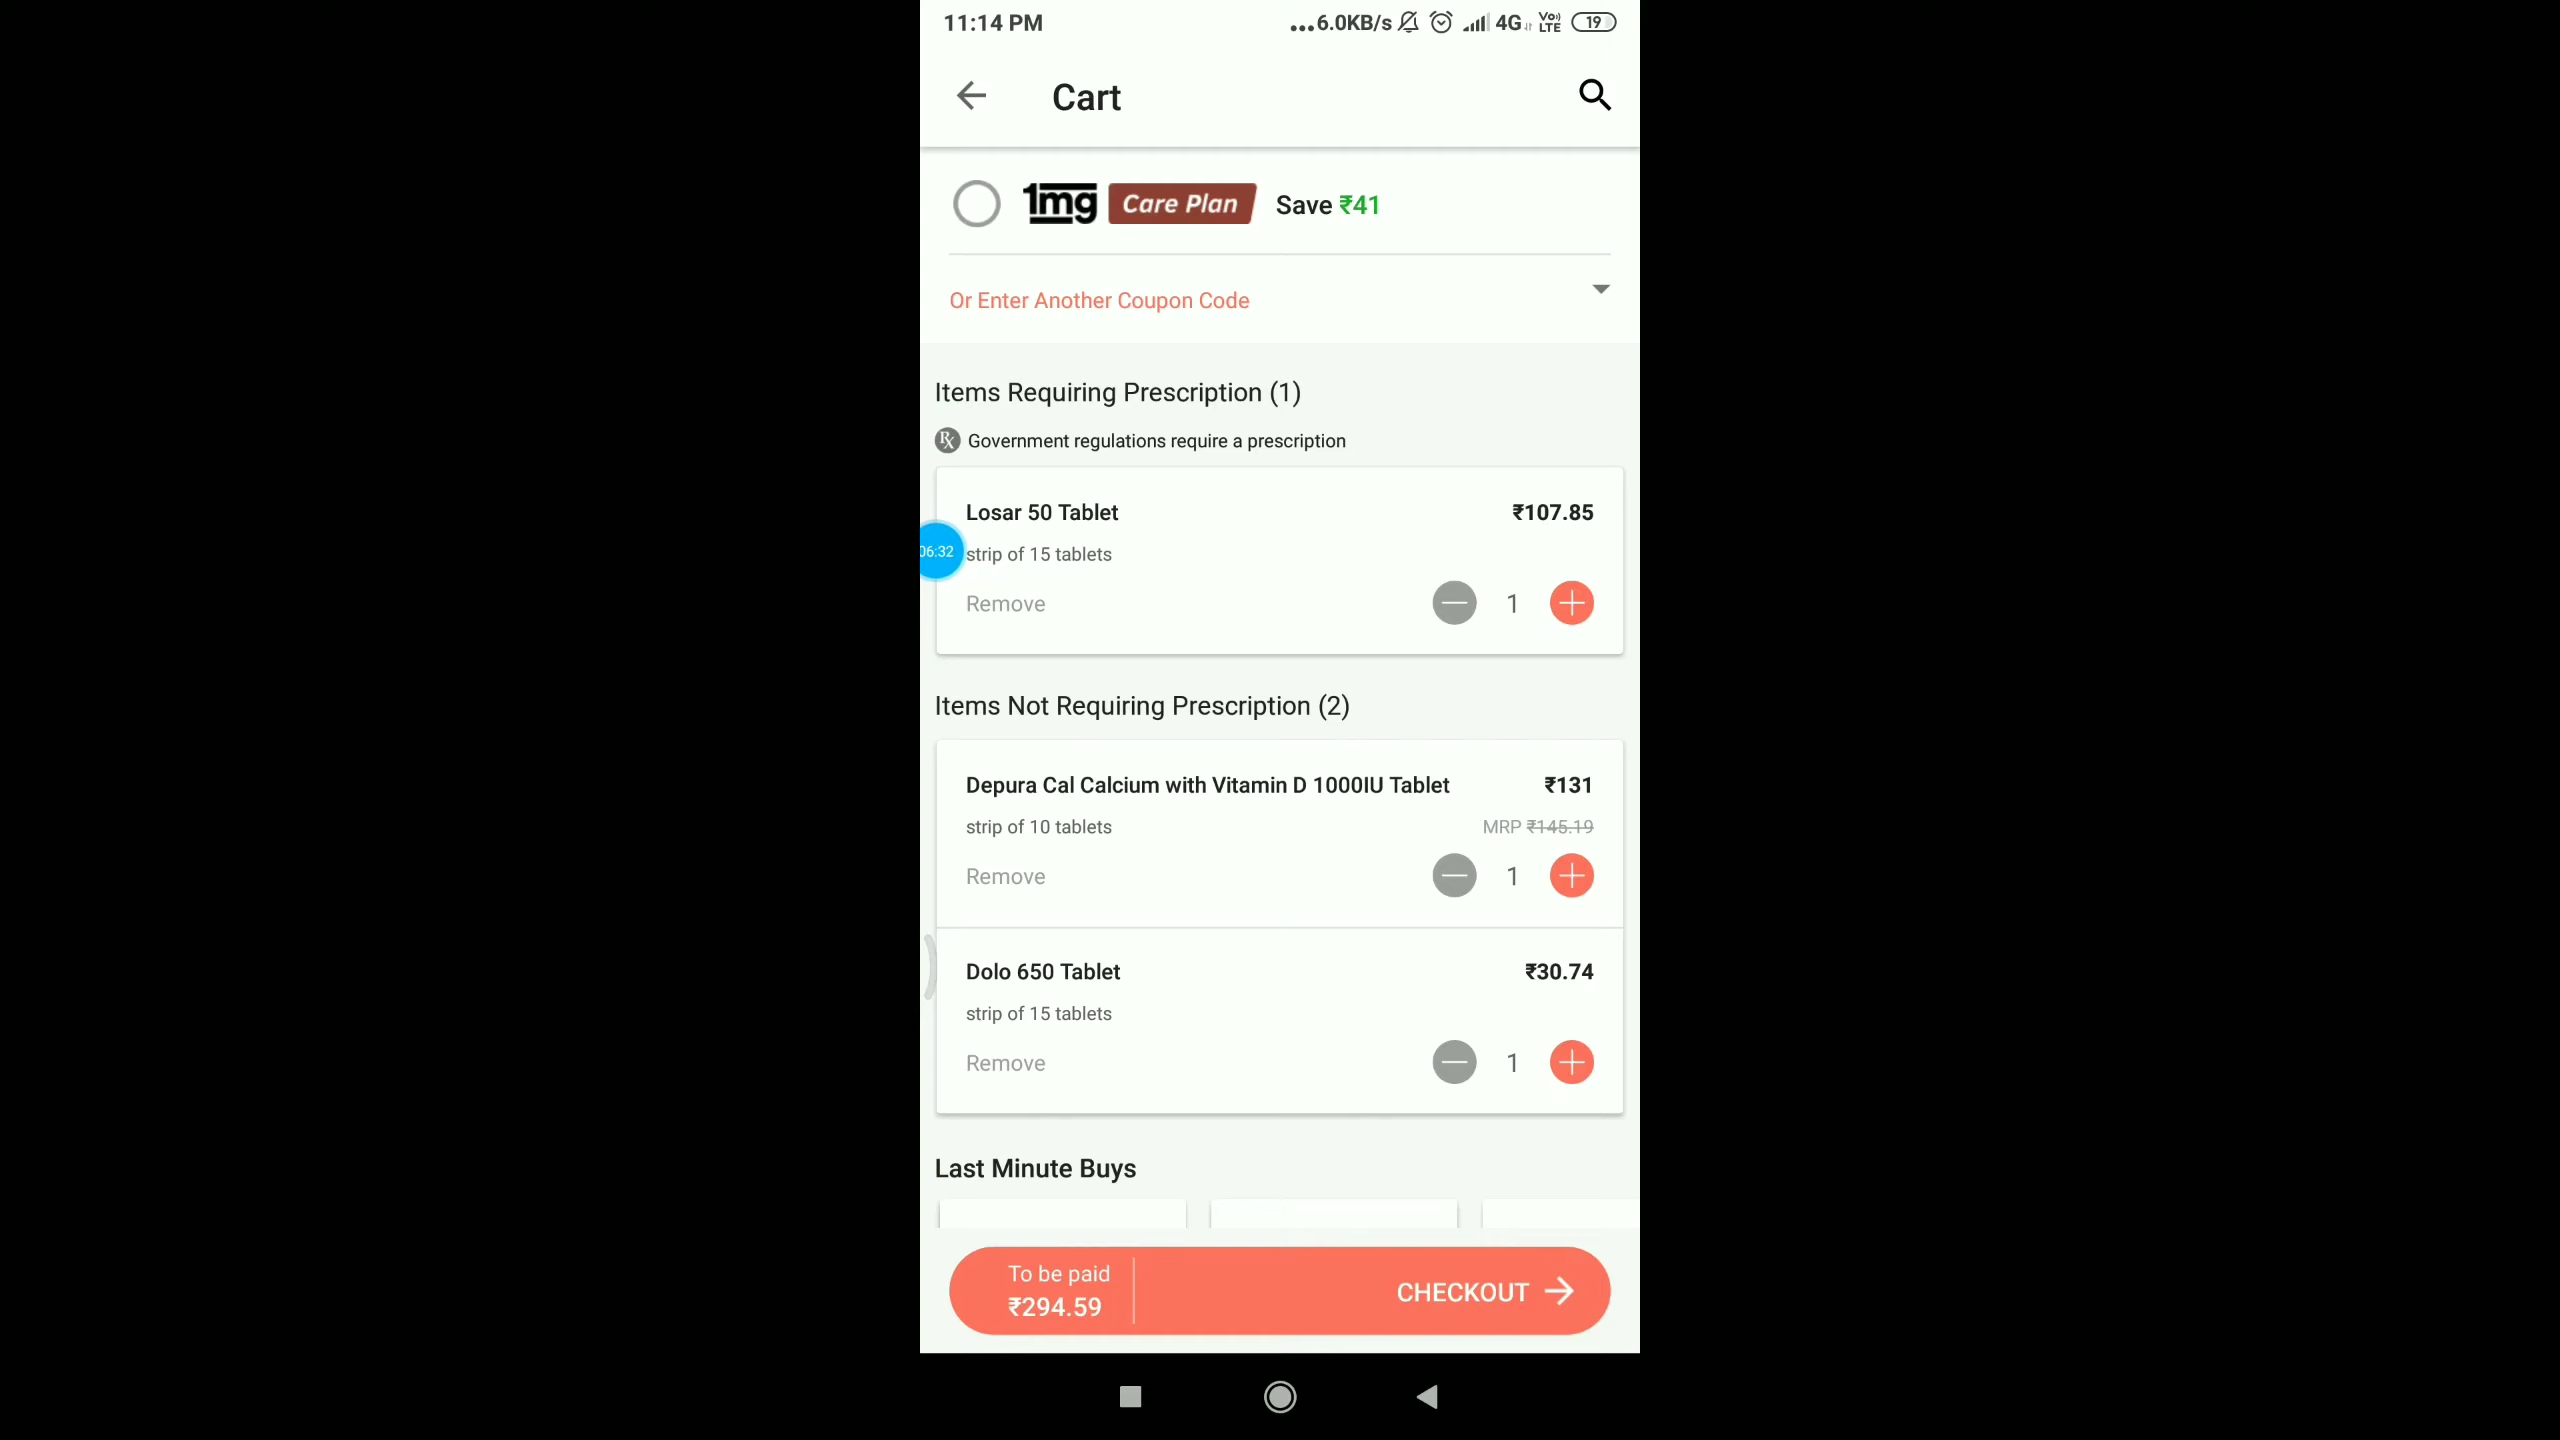 11:14 PM
...6.0KB/s 4G Vo) LTE 19
Cart
1mg Care Plan Save ₹41
Or Enter Another Coupon Code
Items Requiring Prescription (1)
Rx Government regulations require a prescription
Losar 50 Tablet ₹107.85
06:32 strip of 15 tablets
Remove 1
Items Not Requiring Prescription (2)
Depura Cal Calcium with Vitamin D 1000IU Tablet ₹131
strip of 10 tablets MRP ₹145.19
Remove 1
Dolo 650 Tablet ₹30.74
strip of 15 tablets
Remove 1
Last Minute Buys
To be paid
₹294.59
CHECKOUT